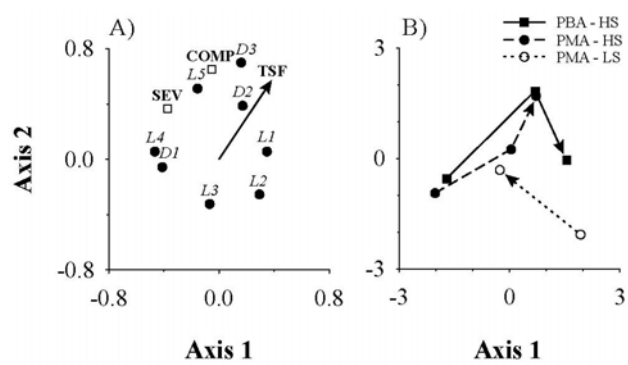 A)
0.8
COMP
D3
L5
TSF
SEV
D2
L4
L1
0.0
D1
L3
L2
-0.8
-0.8
0.0
0.8
Axis 2
Axis 1
B)
PBA - HS
PMA - HS
PMA - LS
3
0
-3
-3
0
3
Axis 1